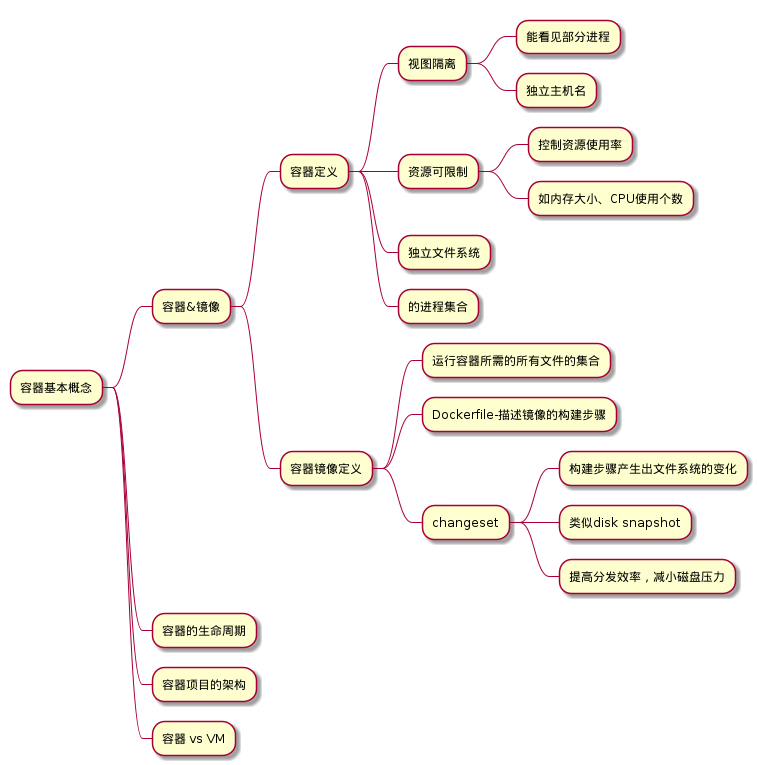 容器基本概念
容器&镜像
容器定义
视图隔离
能看见部分进程
独立主机名
资源可限制
控制资源使用率
如内存大小、CPU使用个数
独立文件系统
的进程集合
容器镜像定义
运行容器所需的所有文件的集合
Dockerfile-描述镜像的构建步骤
changeset
构建步骤产生出文件系统的变化
类似disk snapshot
提高分发效率，减小磁盘压力
容器的生命周期
容器项目的架构
容器 vs VM